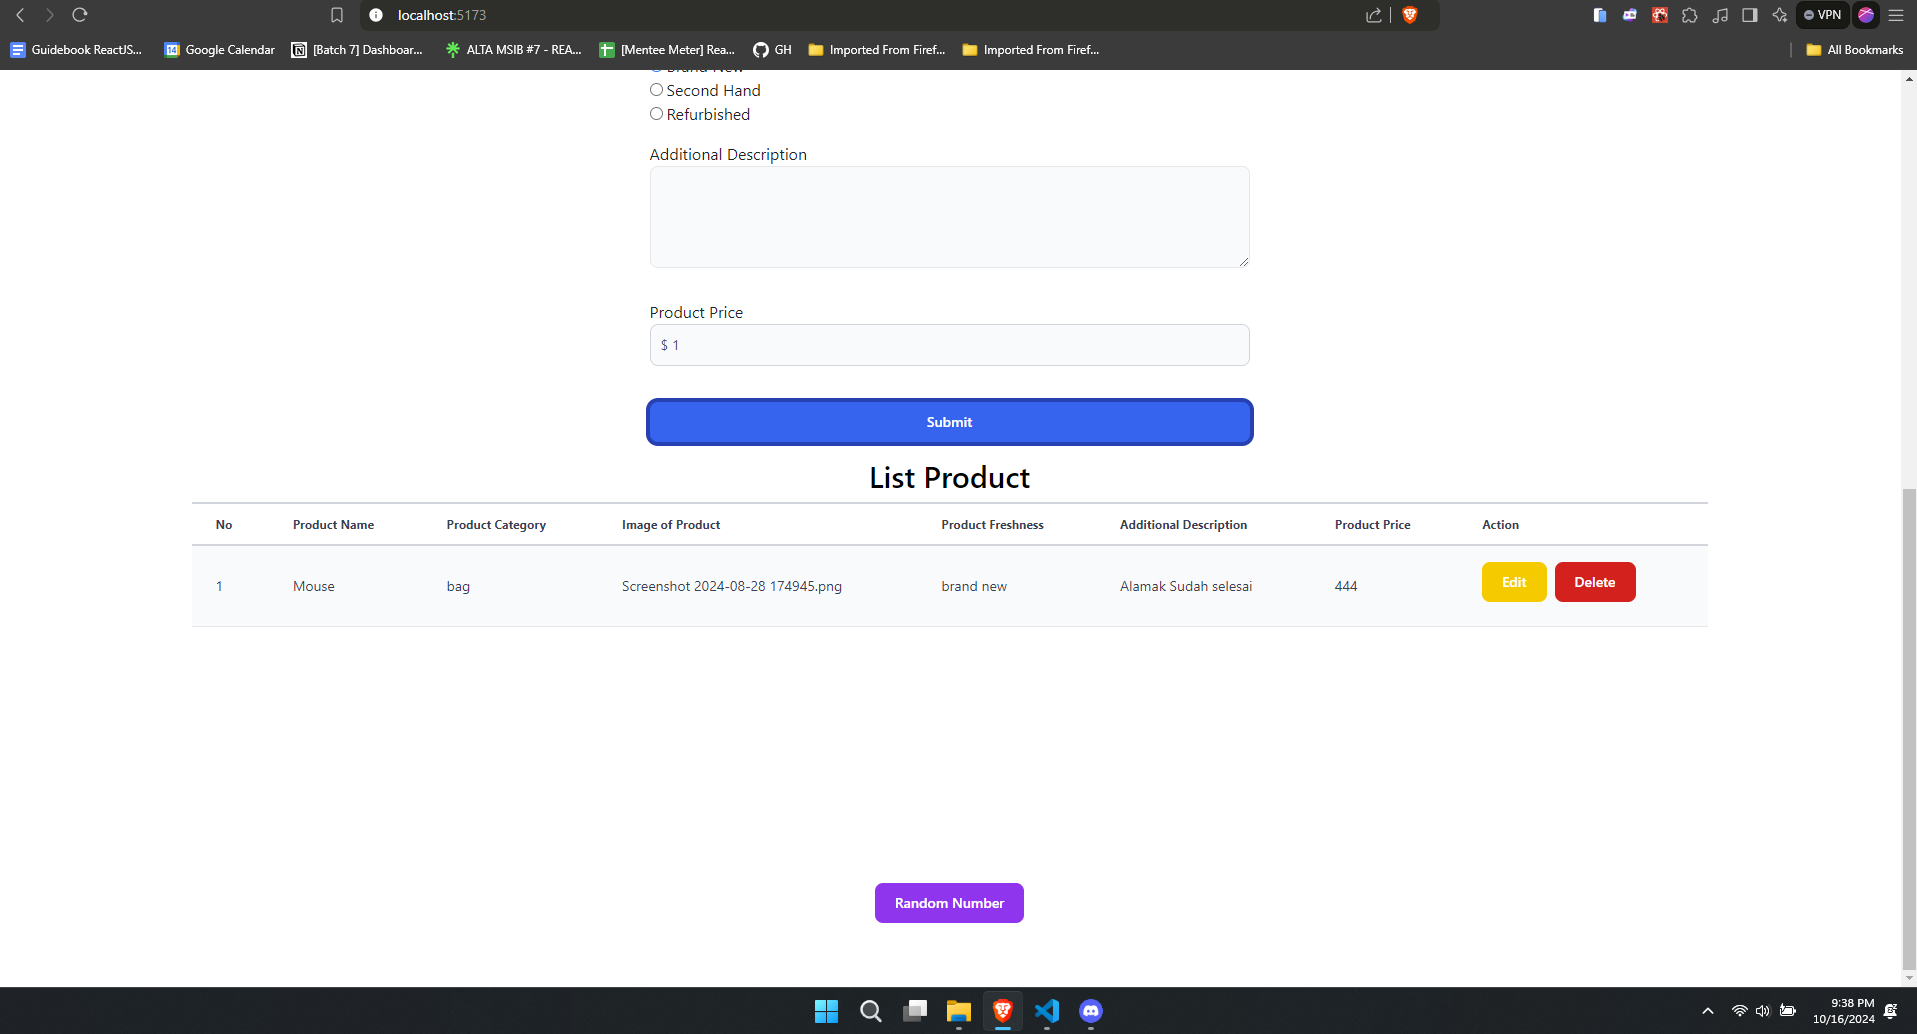 localhost:5173
VPN
Guidebook ReactJS...
Google Calendar
[Batch 7] Dashboar...
ALTA MSIB #7 - REA...
[Mentee Meter] Rea...
GH
Imported From Firef...
Imported From Firef...
All Bookmarks
Brand New
Second Hand
Refurbished
Additional Description
Product Price
$ 1
Submit
List Product
No Product Name Product Category Image of Product Product Freshness Additional Description Product Price Action
1 Mouse bag Screenshot 2024-08-28 174945.png brand new Alamak Sudah selesai 444 Edit Delete
Random Number
9:38 PM
10/16/2024